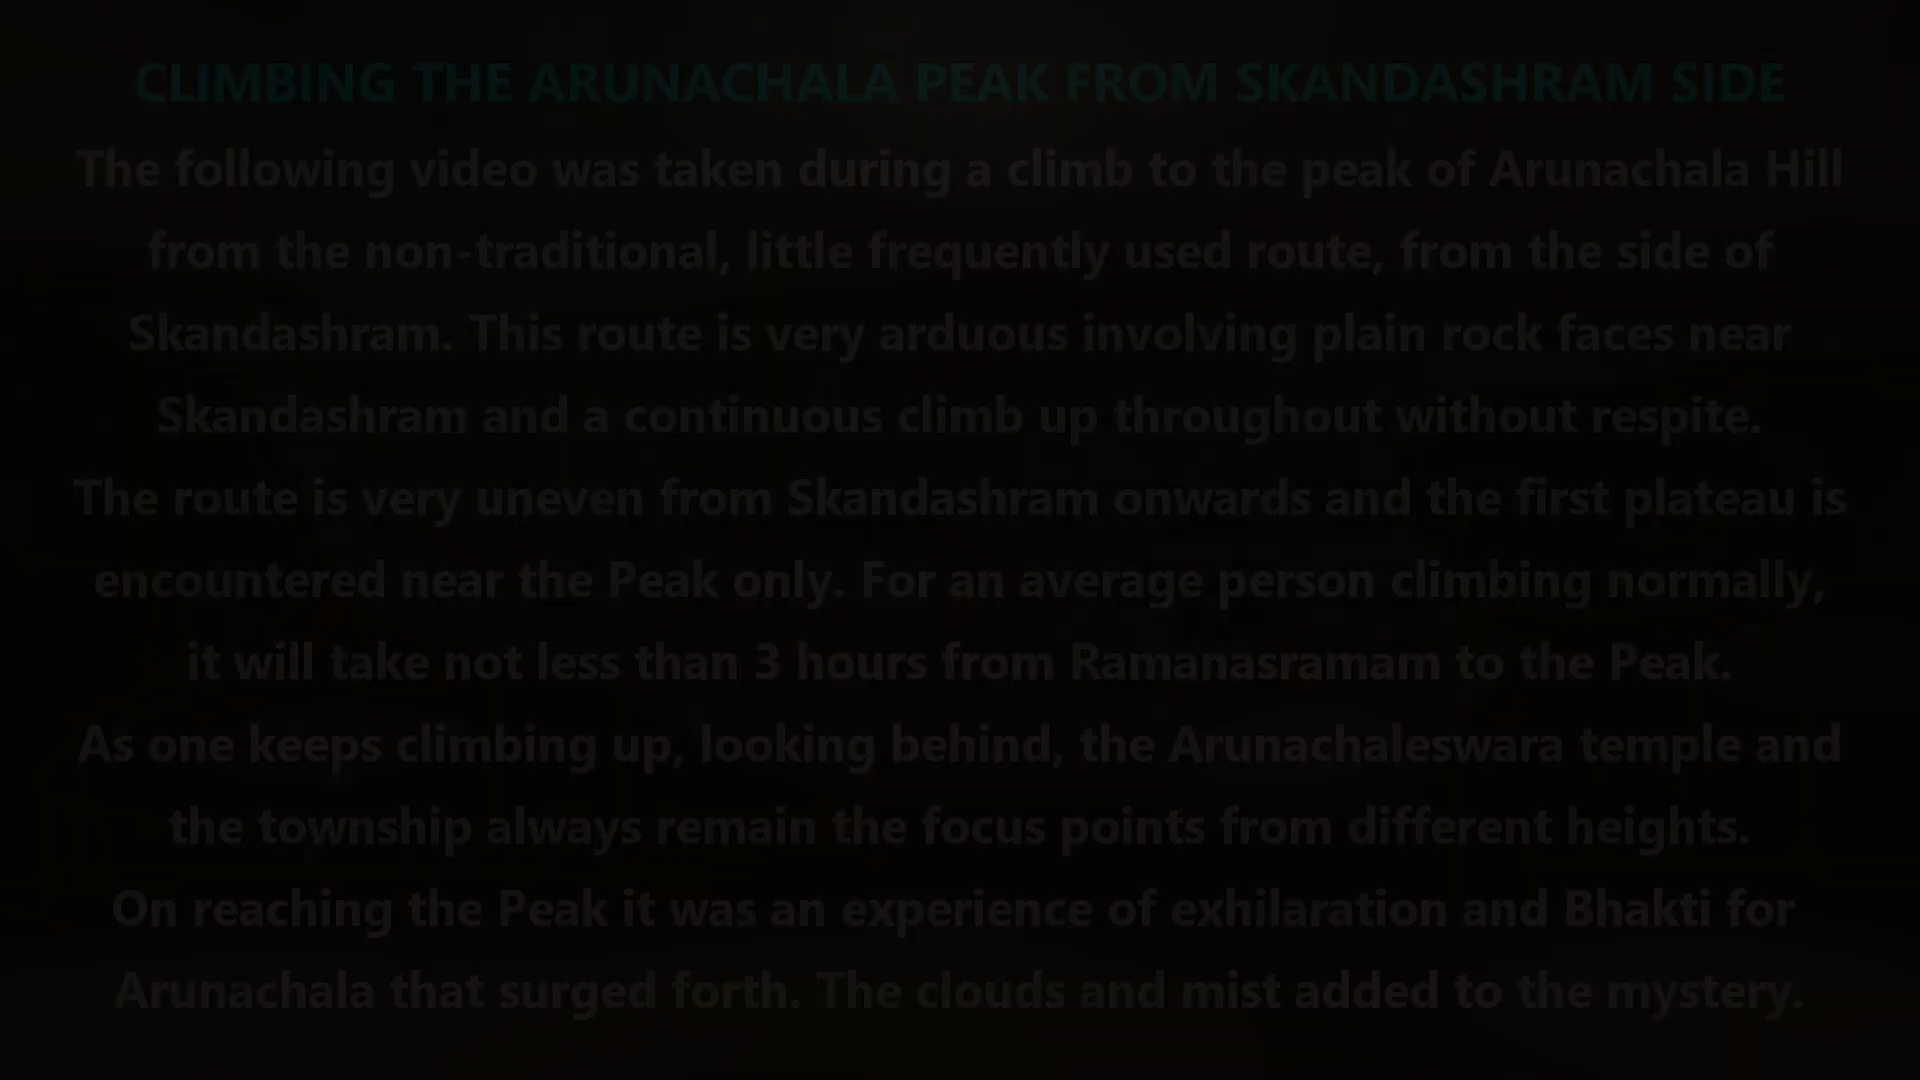 CLIMBING THE ARUNACHALA PEAK FROM SKANDASHRAM SIDE
The following video was taken during a climb to the peak of Arunachala Hill
from the non-traditional, little frequently used route, from the side of
Skandashram. This route is very arduous involving plain rock faces near
Skandashram and a continuous climb up throughout without respite.
The route is very uneven from Skandashram onwards and the first plateau is
encountered near the Peak only. For an average person climbing normally,
it will take not less than 3 hours from Ramanasramam to the Peak.
As one keeps climbing up, looking behind, the Arunachaleswara temple and
the township always remain the focus points from different heights.
On reaching the Peak it was an experience of exhilaration and Bhakti for
Arunachala that surged forth. The clouds and mist added to the mystery.